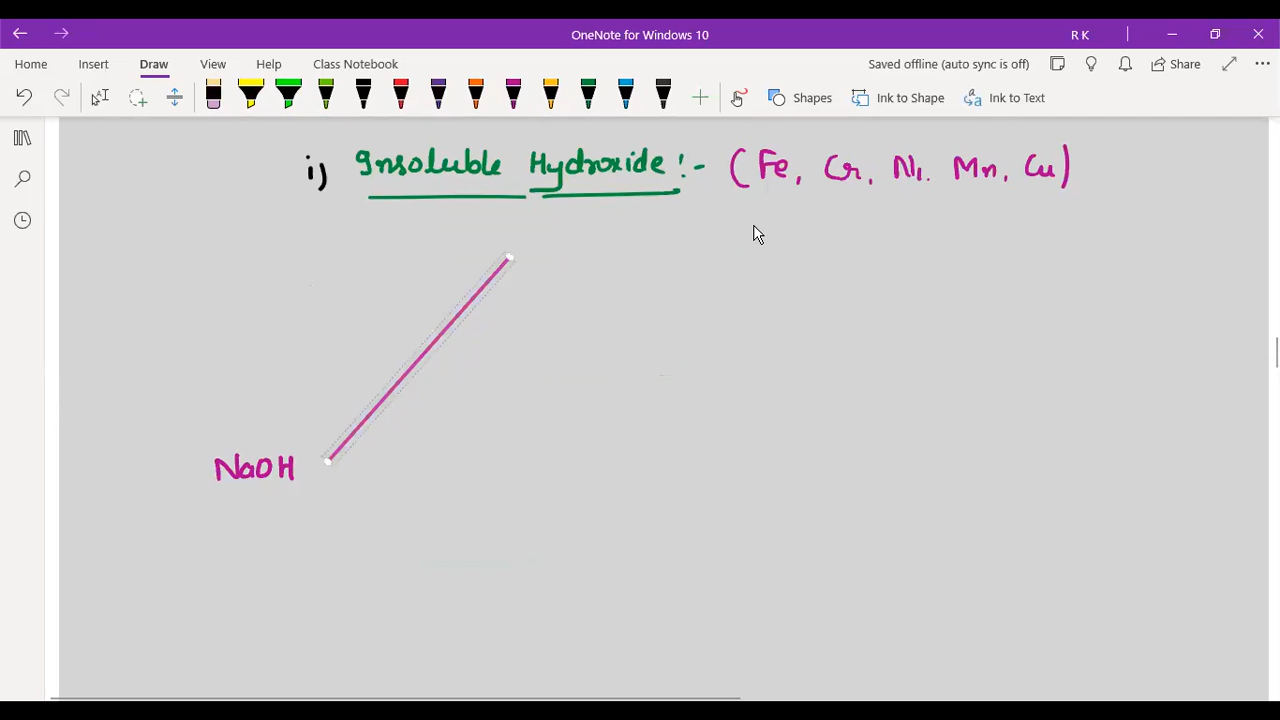 OneNote for Windows 10
R K
Home Insert Draw View Help Class Notebook
Saved offline (auto sync is off)
Share
Shapes Ink to Shape Ink to Text
i) Insoluble Hydroxide :- (Fe, Cr, Ni. Mn, Cu)
NaOH